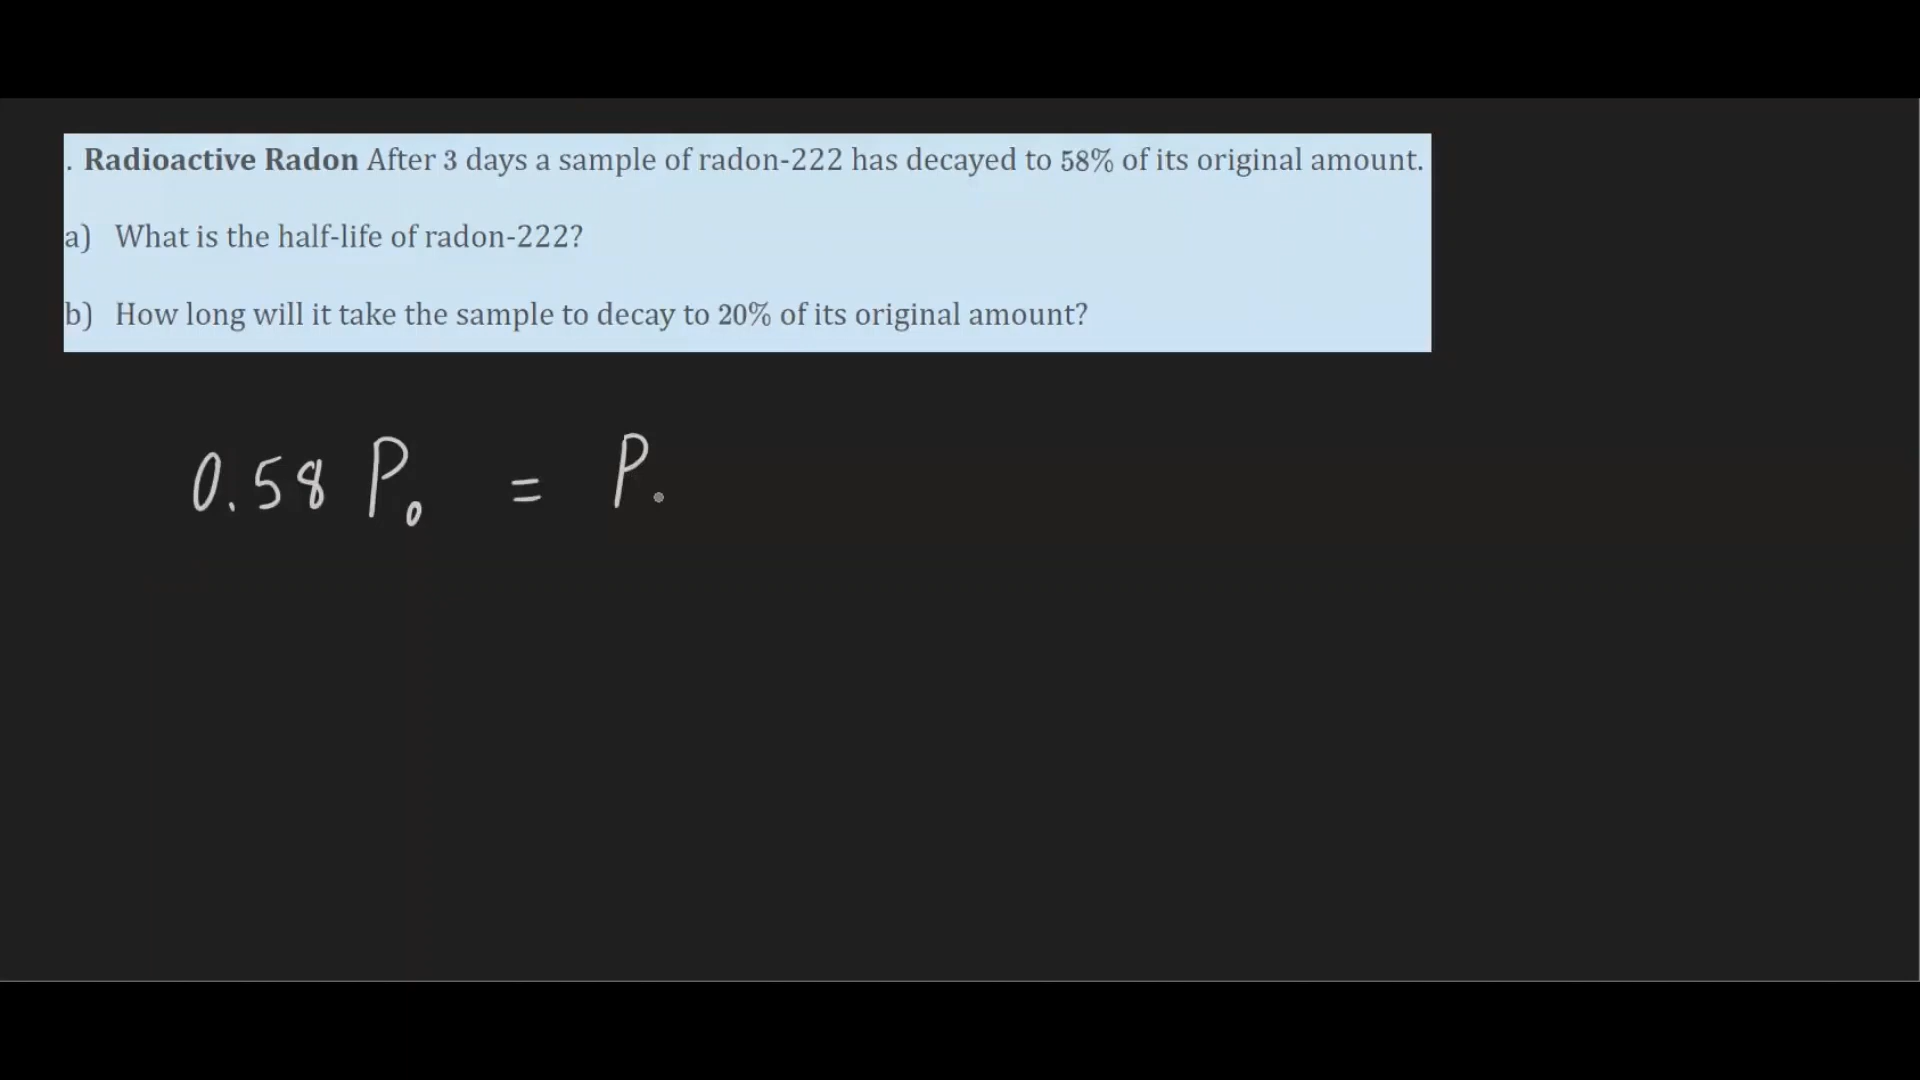 . Radioactive Radon After 3 days a sample of radon-222 has decayed to 58% of its original amount.
a) What is the half-life of radon-222?
b) How long will it take the sample to decay to 20% of its original amount?
0.58 P₀ = P.